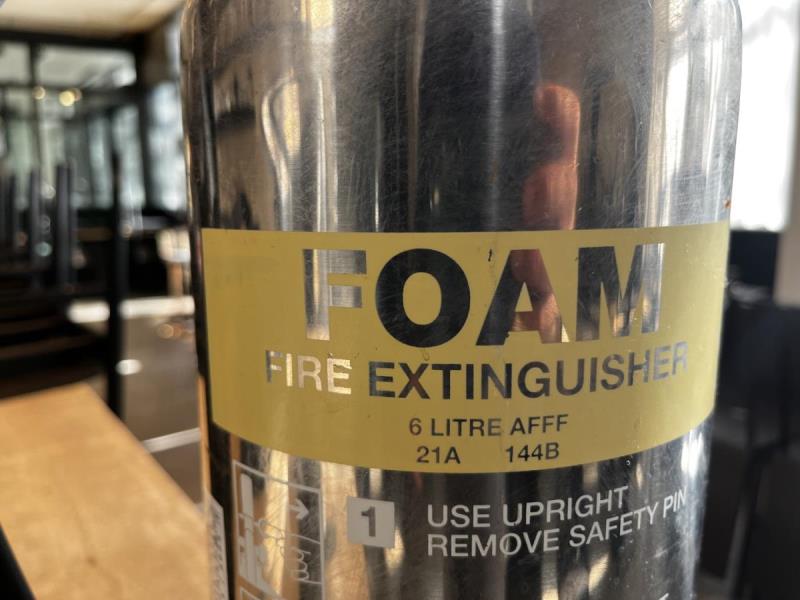 FOAM
FIRE EXTINGUISHER
6 LITRE AFFF
21A 144B
1
USE UPRIGHT
REMOVE SAFETY PIN